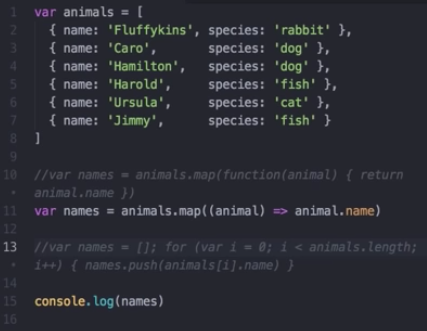 1 var animals = [
2 { name: 'Fluffykins', species: 'rabbit' },
3 { name: 'Caro', species: 'dog' },
4 { name: 'Hamilton', species: 'dog' },
5 { name: 'Harold', species: 'fish' },
6 { name: 'Ursula', species: 'cat' },
7 { name: 'Jimmy', species: 'fish' }
8 ]
9
10 //var names = animals.map(function(animal) { return
• animal.name })
11 var names = animals.map((animal) => animal.name)
12
13 //var names = []; for (var i = 0; i < animals.length;
• i++) { names.push(animals[i].name) }
14
15 console.log(names)
16